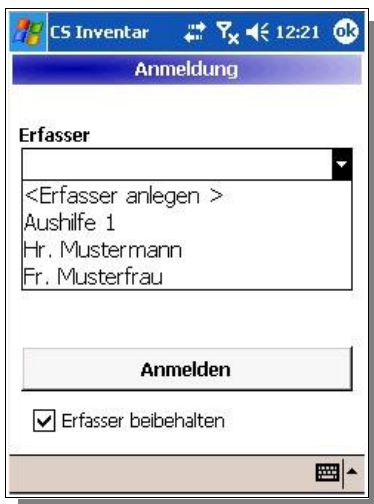 CS Inventar 12:21 ok
Anmeldung
Erfasser
<Erfasser anlegen >
Aushilfe 1
Hr. Mustermann
Fr. Musterfrau
Anmelden
Erfasser beibehalten